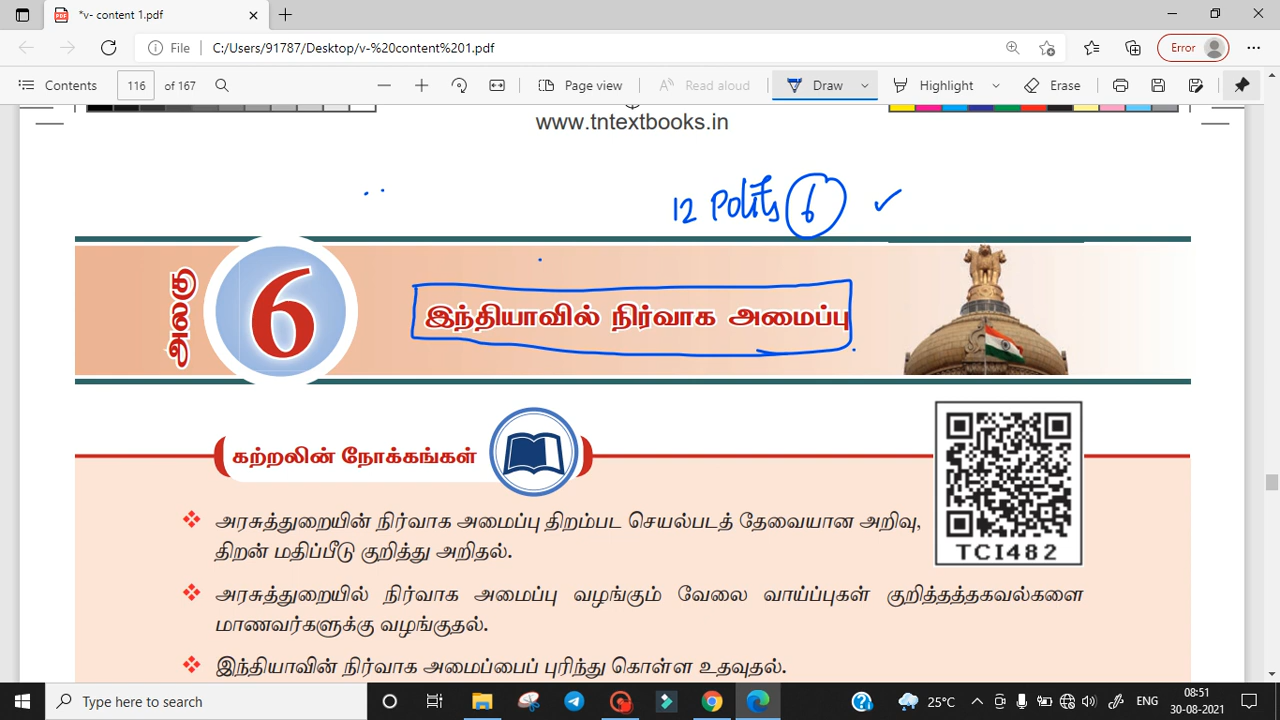 *v- content 1.pdf
File C:/Users/91787/Desktop/v-%20content%201.pdf Error
Contents 116 of 167 Page view Read aloud Draw Highlight Erase
www.tntextbooks.in
12 Polity 6
அலகு 6 இந்தியாவில் நிர்வாக அமைப்பு
கற்றலின் நோக்கங்கள்
அரசுத்துறையின் நிர்வாக அமைப்பு திறம்பட செயல்படத் தேவையான அறிவு,
திறன் மதிப்பீடு குறித்து அறிதல்.
TCI482
அரசுத்துறையில் நிர்வாக அமைப்பு வழங்கும் வேலை வாய்ப்புகள் குறித்தத்தகவல்களை
மாணவர்களுக்கு வழங்குதல்.
இந்தியாவின் நிர்வாக அமைப்பைப் புரிந்து கொள்ள உதவுதல்.
Type here to search 25°C ENG 08:51
30-08-2021